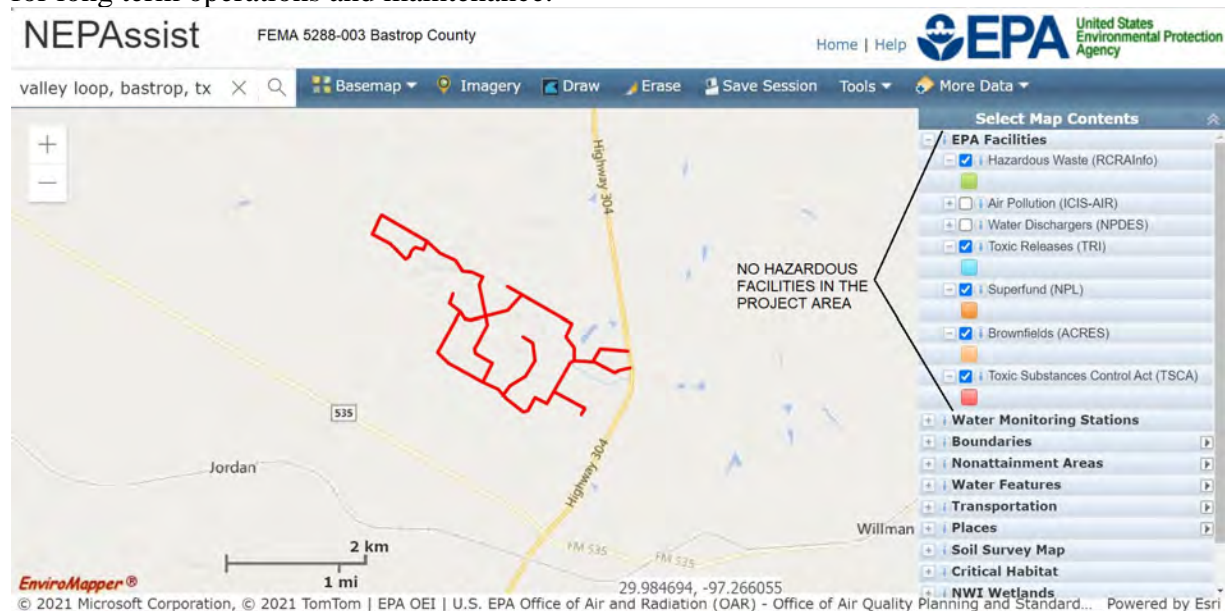 for long term operations and maintenance.
NEPAssist
FEMA 5288-003 Bastrop County
Home | Help
EPA
United States
Environmental Protection
Agency
valley loop, bastrop, tx
Basemap
Imagery
Draw
Erase
Save Session
Tools
More Data
Select Map Contents
EPA Facilities
Hazardous Waste (RCRAInfo)
Air Pollution (ICIS-AIR)
Water Dischargers (NPDES)
Toxic Releases (TRI)
Superfund (NPL)
Brownfields (ACRES)
Toxic Substances Control Act (TSCA)
Water Monitoring Stations
Boundaries
Nonattainment Areas
Water Features
Transportation
Places
Soil Survey Map
Critical Habitat
NWI Wetlands
Highway 304
NO HAZARDOUS
FACILITIES IN THE
PROJECT AREA
535
Jordan
Highway 304
Willman
FM 535
FM 535
2 km
1 mi
29.984694, -97.266055
EnviroMapper ®
© 2021 Microsoft Corporation, © 2021 TomTom | EPA OEI | U.S. EPA Office of Air and Radiation (OAR) - Office of Air Quality Planning and Standard... Powered by Esri